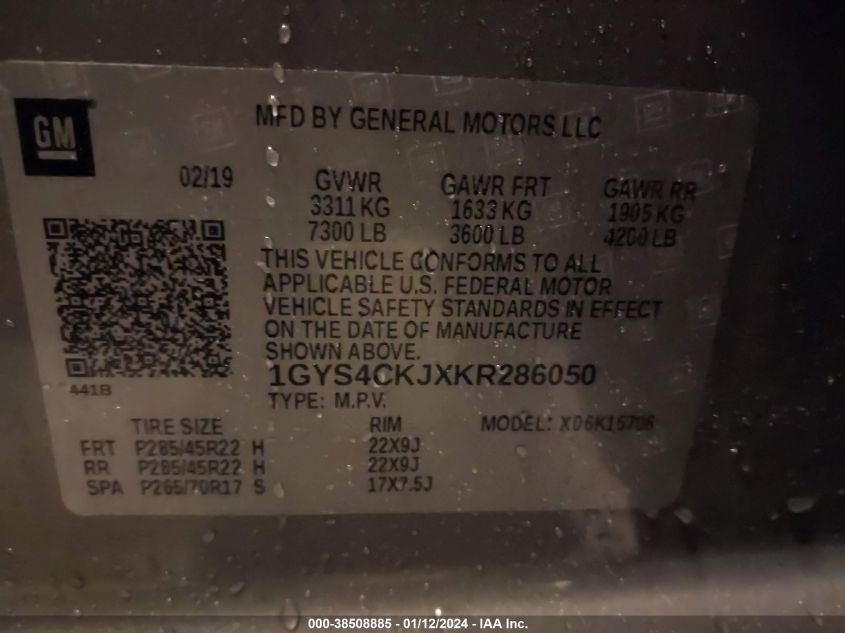 GM
MFD BY GENERAL MOTORS LLC
02/19
GVWR GAWR FRT GAWR RR
3311 KG 1633 KG 1905 KG
7300 LB 3600 LB 4200 LB
THIS VEHICLE CONFORMS TO ALL
APPLICABLE U.S. FEDERAL MOTOR
VEHICLE SAFETY STANDARDS IN EFFECT
ON THE DATE OF MANUFACTURE
SHOWN ABOVE.
441B
1GYS4CKJXKR286050
TYPE: M.P.V.
TIRE SIZE RIM MODEL: X06K15706
FRT P285/45R22 H 22X9J
RR P285/45R22 H 22X9J
SPA P265/70R17 S 17X7.5J
000-38508885 - 01/12/2024 - IAA Inc.